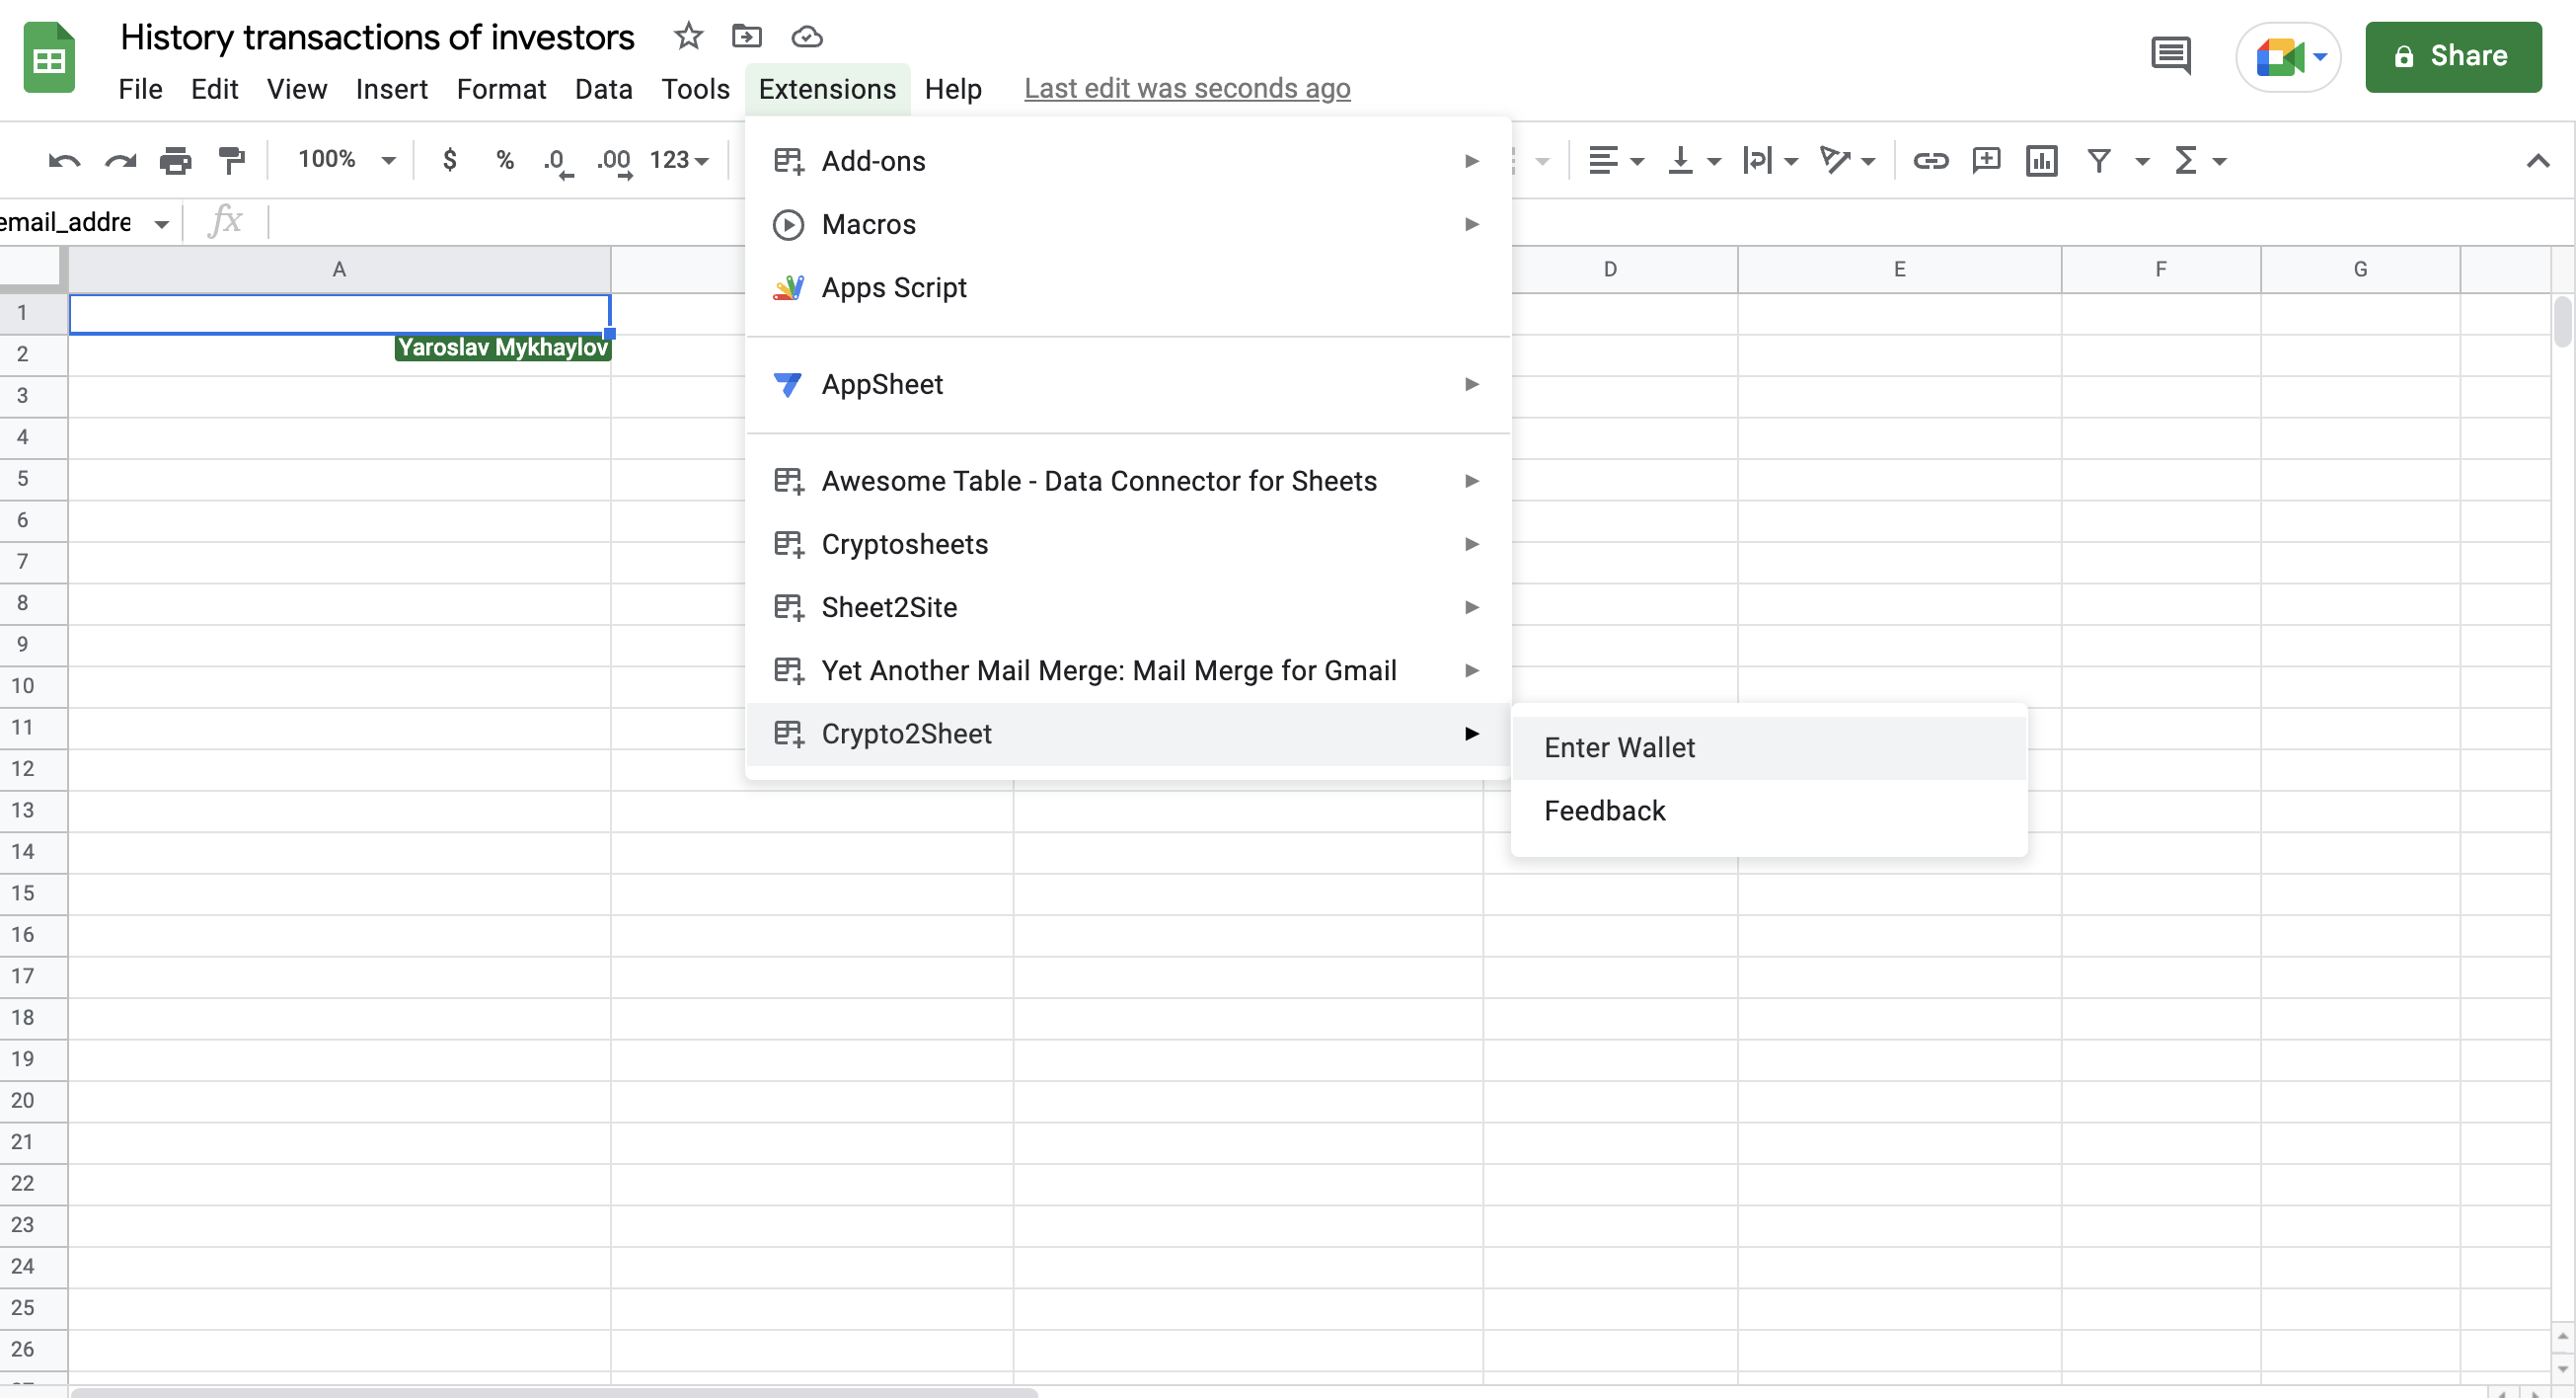 History transactions of investors
File Edit View Insert Format Data Tools Extensions Help Last edit was seconds ago
Share
100% $ % .0 .00 123
email_addre fx
A D E F G
Add-ons
Macros
Apps Script
AppSheet
Awesome Table - Data Connector for Sheets
Cryptosheets
Sheet2Site
Yet Another Mail Merge: Mail Merge for Gmail
Crypto2Sheet
Enter Wallet
Feedback
1
Yaroslav Mykhaylov
2
3
4
5
6
7
8
9
10
11
12
13
14
15
16
17
18
19
20
21
22
23
24
25
26